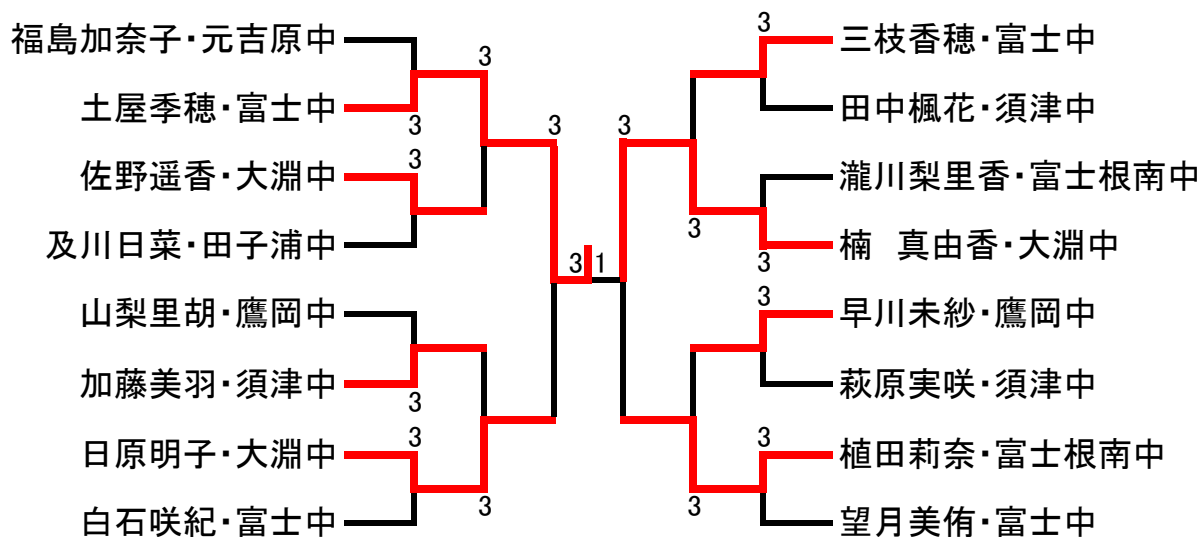 福島加奈子・元吉原中
土屋季穂・富士中
佐野遥香・大淵中
及川日菜・田子浦中
山梨里胡・鷹岡中
加藤美羽・須津中
日原明子・大淵中
白石咲紀・富士中
3
3
3
3
3
3
3
3
1
3
3
3
3
3
3
3
三枝香穂・富士中
田中楓花・須津中
瀧川梨里香・富士根南中
楠 真由香・大淵中
早川未紗・鷹岡中
萩原実咲・須津中
植田莉奈・富士根南中
望月美侑・富士中